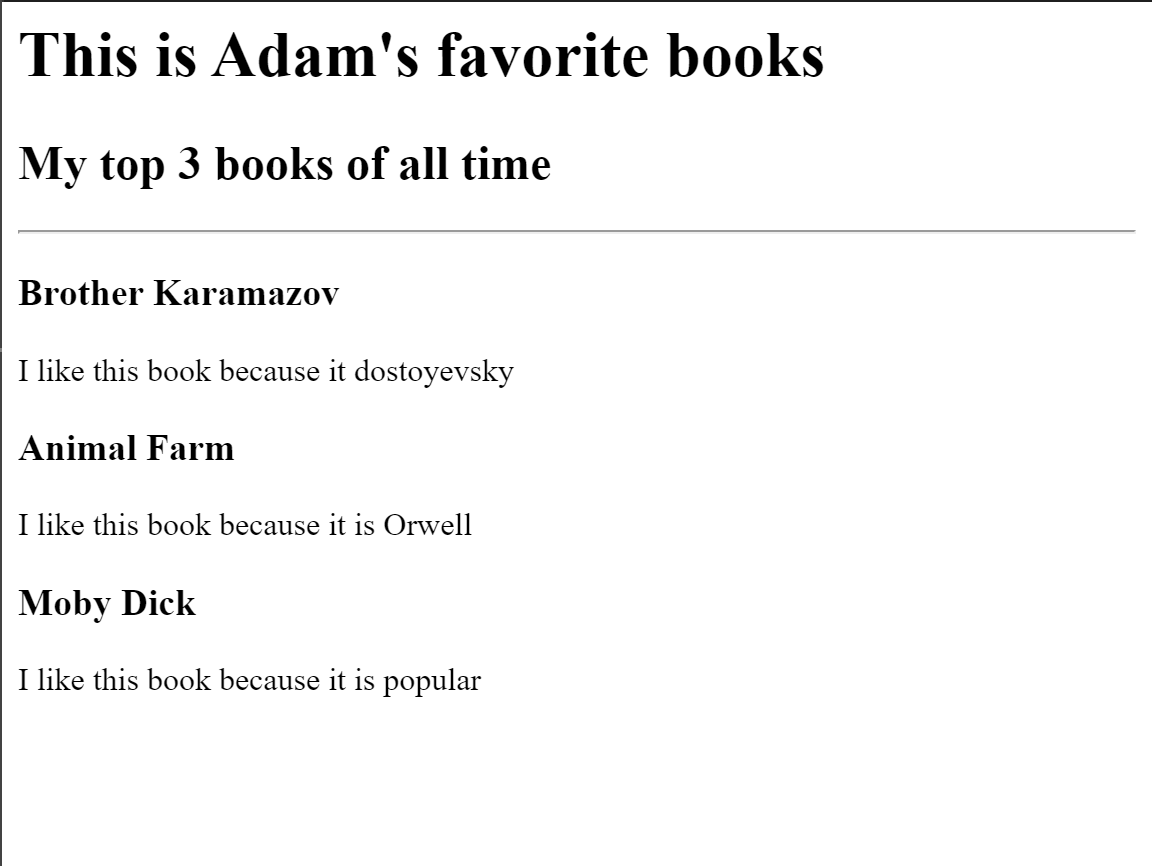 This is Adam's favorite books
My top 3 books of all time
Brother Karamazov
I like this book because it dostoyevsky
Animal Farm
I like this book because it is Orwell
Moby Dick
I like this book because it is popular